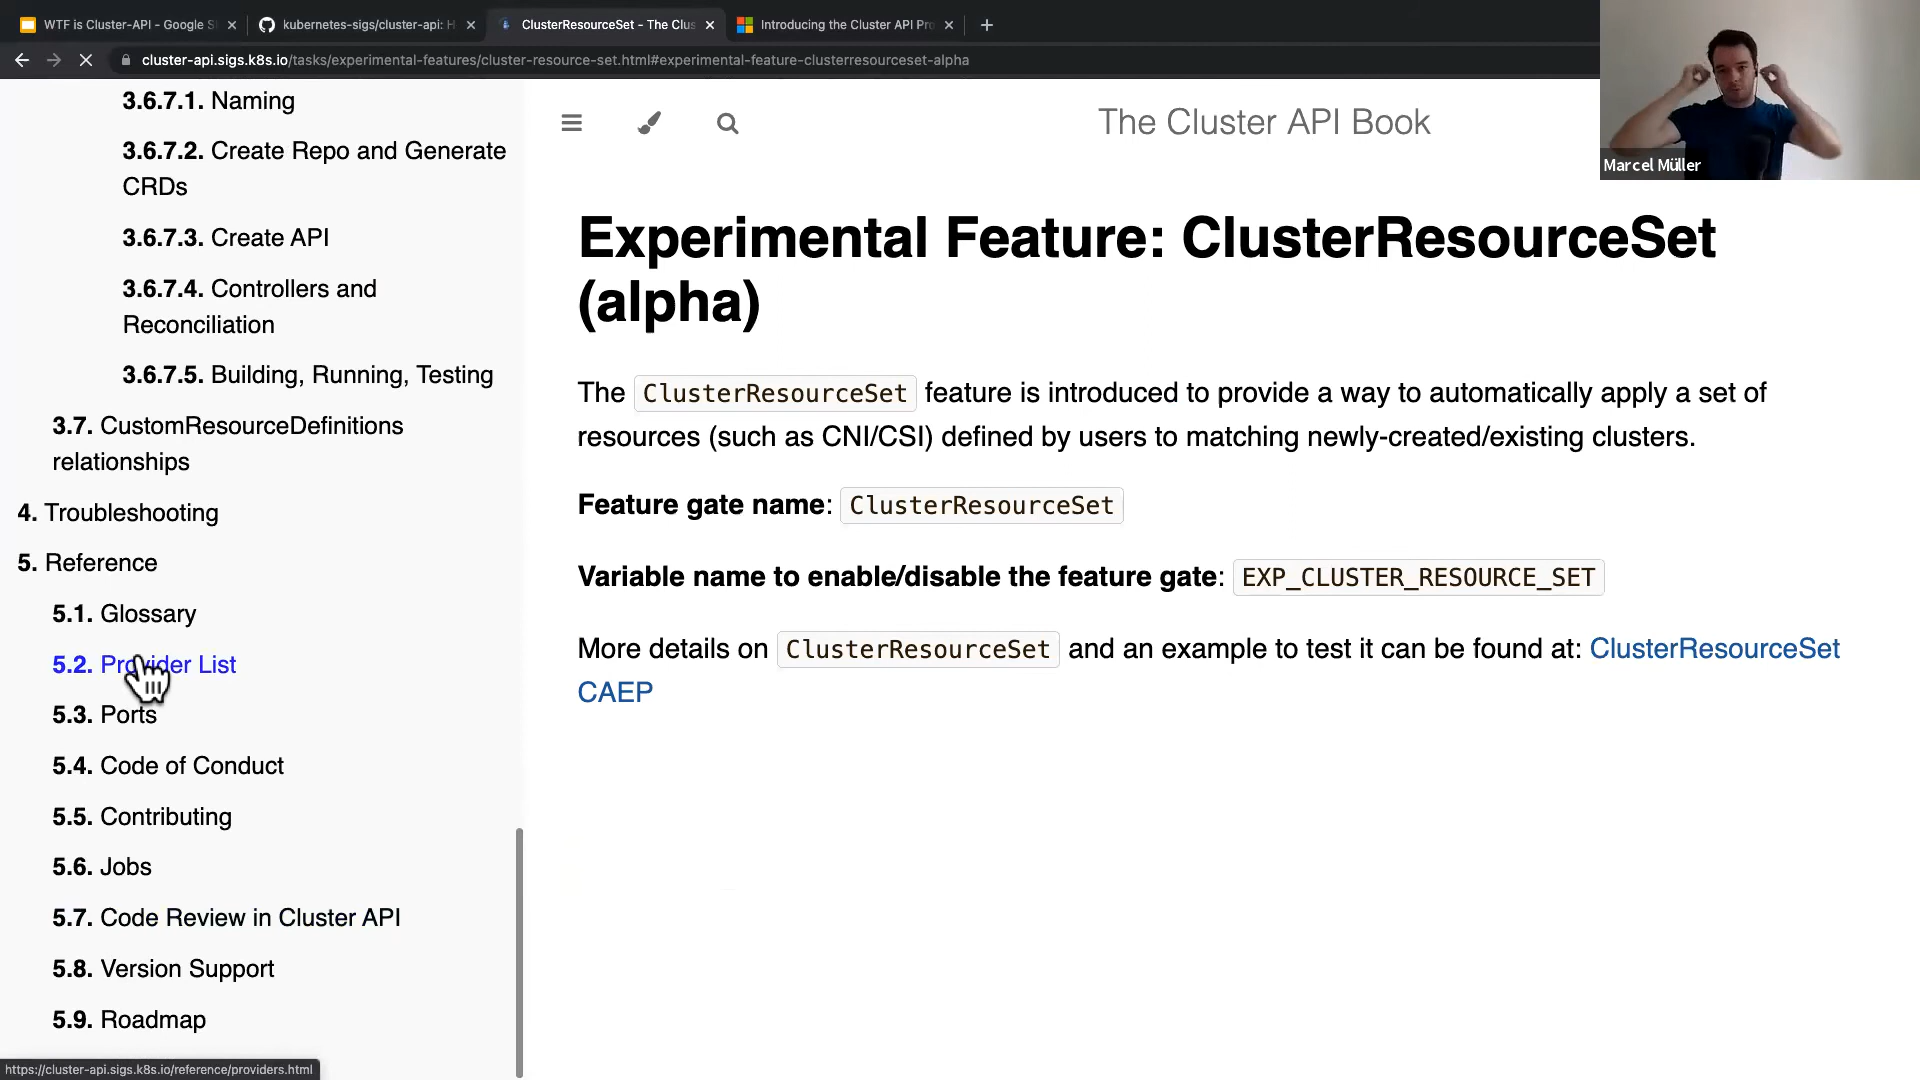 WTF is Cluster-API - Google S
kubernetes-sigs/cluster-api: H
ClusterResourceSet - The Clus
Introducing the Cluster API Pro
cluster-api.sigs.k8s.io/tasks/experimental-features/cluster-resource-set.html#experimental-feature-clusterresourceset-alpha
Marcel Müller
3.6.7.1. Naming
3.6.7.2. Create Repo and Generate
CRDs
3.6.7.3. Create API
3.6.7.4. Controllers and
Reconciliation
3.6.7.5. Building, Running, Testing
3.7. CustomResourceDefinitions
relationships
4. Troubleshooting
5. Reference
5.1. Glossary
5.2. Provider List
5.3. Ports
5.4. Code of Conduct
5.5. Contributing
5.6. Jobs
5.7. Code Review in Cluster API
5.8. Version Support
5.9. Roadmap
https://cluster-api.sigs.k8s.io/reference/providers.html
The Cluster API Book
Experimental Feature: ClusterResourceSet
(alpha)
The ClusterResourceSet feature is introduced to provide a way to automatically apply a set of
resources (such as CNI/CSI) defined by users to matching newly-created/existing clusters.
Feature gate name: ClusterResourceSet
Variable name to enable/disable the feature gate: EXP_CLUSTER_RESOURCE_SET
More details on ClusterResourceSet and an example to test it can be found at: ClusterResourceSet
CAEP